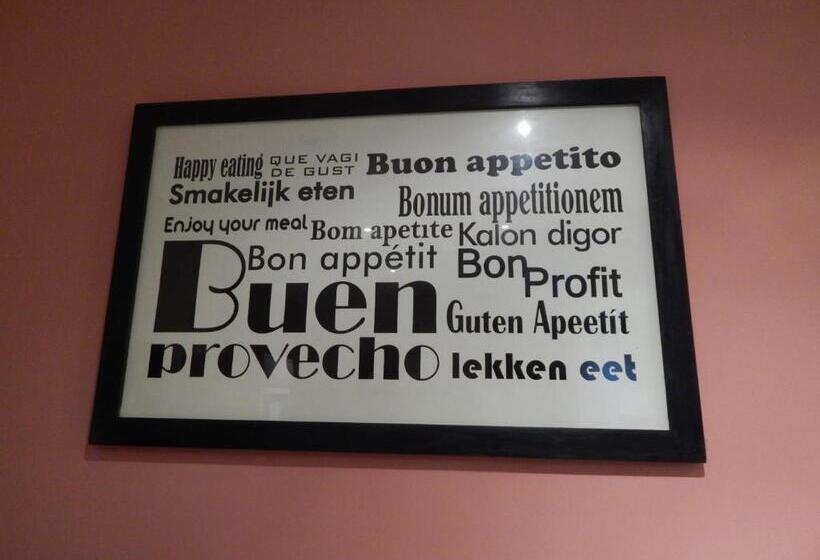 Happy eating
QUE VAGI
DE GUST
Buon appetito
Smakelijk eten
Bonum appetitionem
Enjoy your meal
Bom apetite
Kalon digor
Bon appétit
Bon
Profit
Buen
provecho
Guten Apeetít
lekken eet